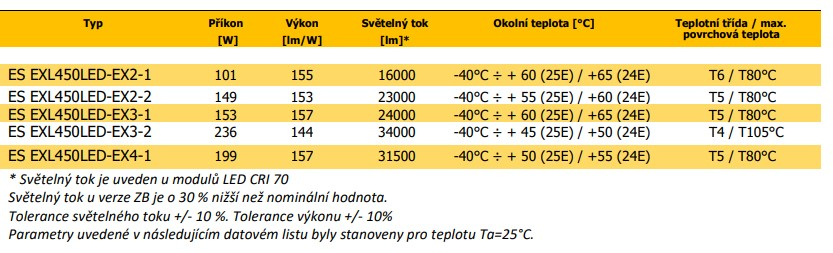 Typ Příkon [W] Výkon [lm/W] Světelný tok [lm]* Okolní teplota [°C] Teplotní třída / max. povrchová teplota
ES EXL450LED-EX2-1 101 155 16000 -40°C ÷ + 60 (25E) / +65 (24E) T6 / T80°C
ES EXL450LED-EX2-2 149 153 23000 -40°C ÷ + 55 (25E) / +60 (24E) T5 / T80°C
ES EXL450LED-EX3-1 153 157 24000 -40°C ÷ + 60 (25E) / +65 (24E) T5 / T80°C
ES EXL450LED-EX3-2 236 144 34000 -40°C ÷ + 45 (25E) / +50 (24E) T4 / T105°C
ES EXL450LED-EX4-1 199 157 31500 -40°C ÷ + 50 (25E) / +55 (24E) T5 / T80°C
* Světelný tok je uveden u modulů LED CRI 70
Světelný tok u verze ZB je o 30 % nižší než nominální hodnota.
Tolerance světelného toku +/- 10 %. Tolerance výkonu +/- 10%
Parametry uvedené v následujícím datovém listu byly stanoveny pro teplotu Ta=25°C.